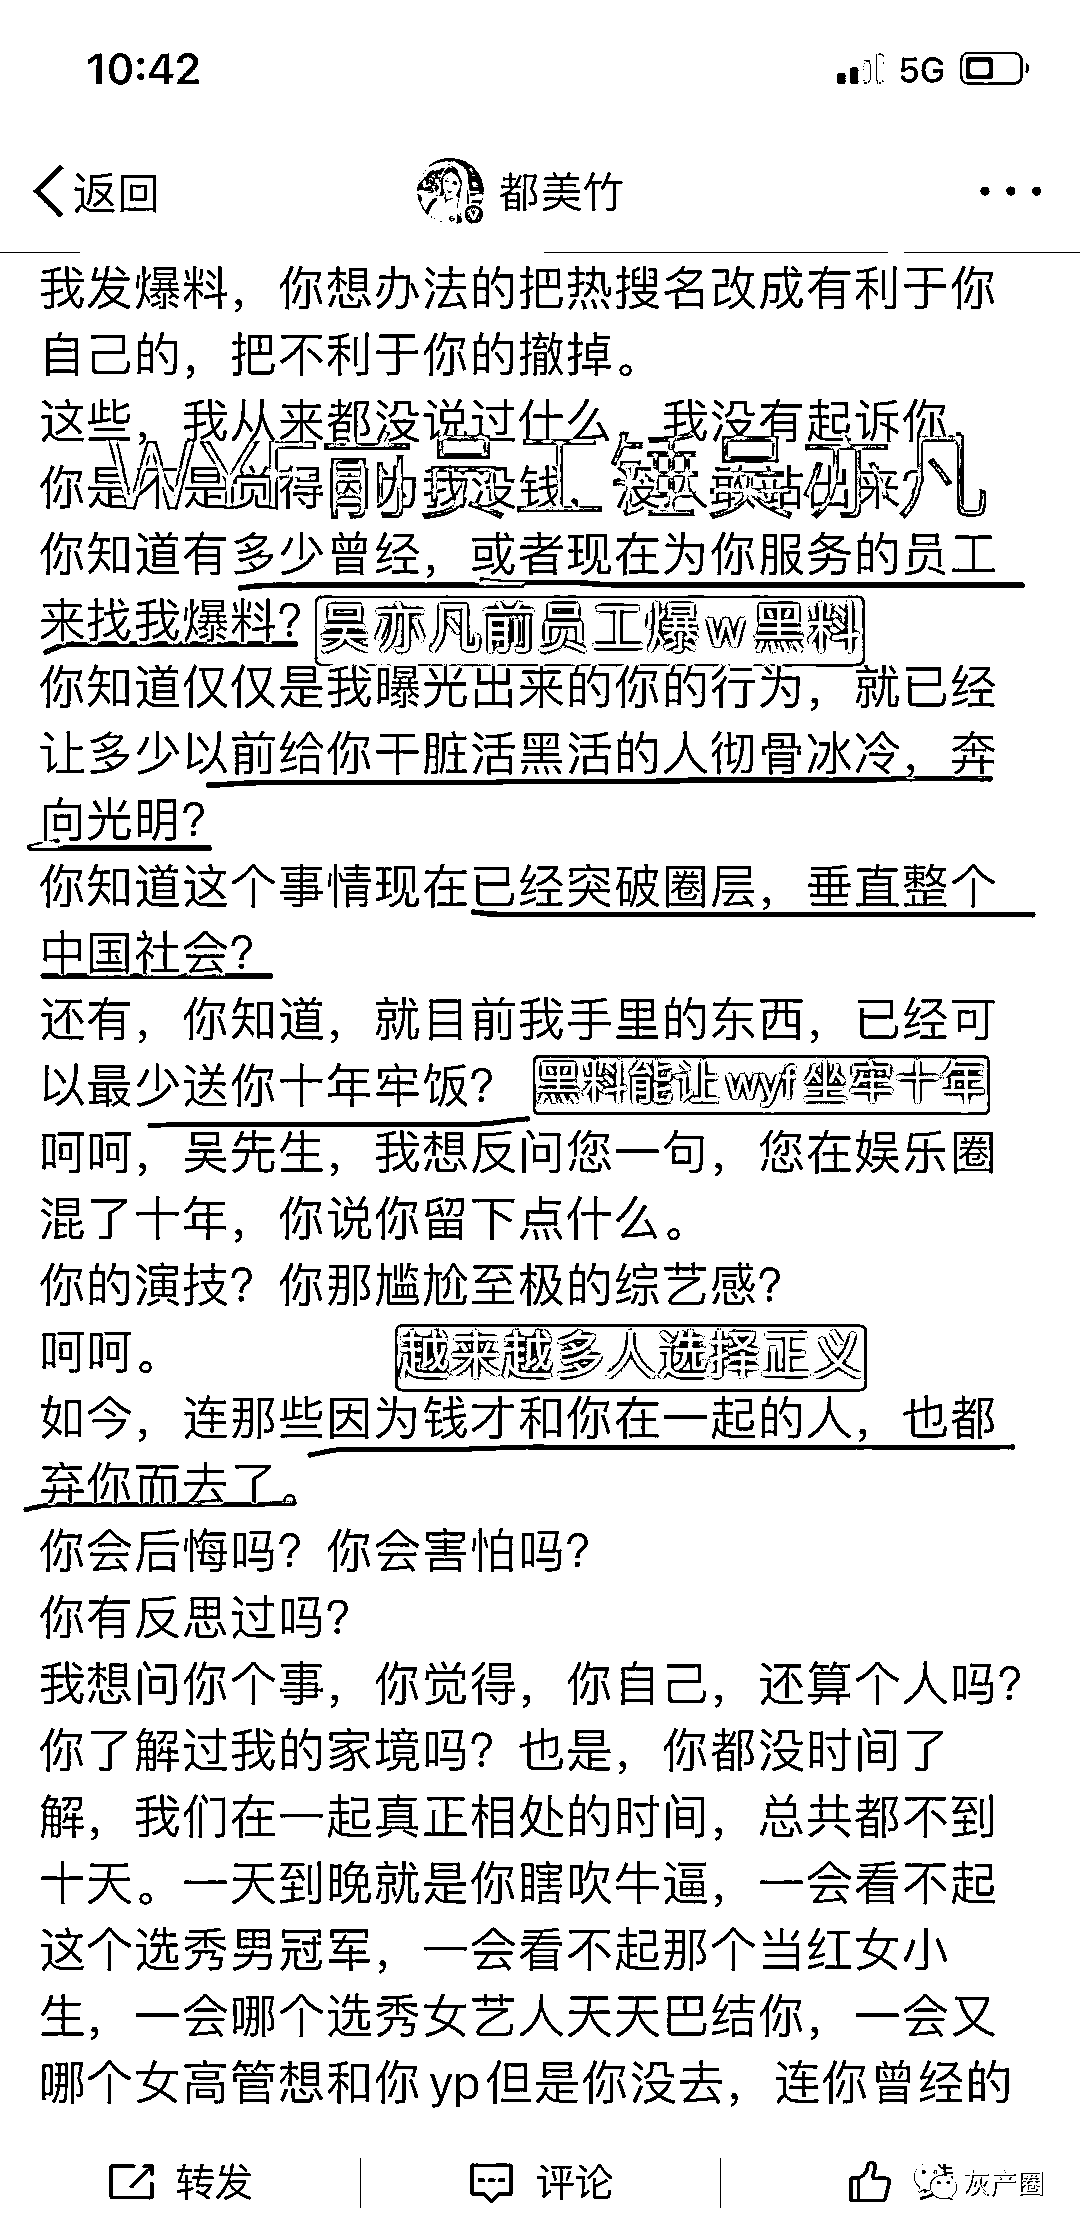 10:42 5G
返回 都美竹
我发爆料，你想办法的把热搜名改成有利于你
自己的，把不利于你的撤掉。
这些，我从来都没说过什么，我没有起诉你，
你是不是觉得因为我没钱，没人敢站出来？
你知道有多少曾经，或者现在为你服务的员工
来找我爆料？ 吴亦凡前员工爆w黑料
你知道仅仅是我曝光出来的你的行为，就已经
让多少以前给你干脏活黑活的人彻骨冰冷，奔
向光明？
你知道这个事情现在已经突破圈层，垂直整个
中国社会？
还有，你知道，就目前我手里的东西，已经可
以最少送你十年牢饭？ 黑料能让wyf坐牢十年
呵呵，吴先生，我想反问您一句，您在娱乐圈
混了十年，你说你留下点什么。
你的演技？你那尴尬至极的综艺感？
呵呵。 越来越多人选择正义
如今，连那些因为钱才和你在一起的人，也都
弃你而去了。
你会后悔吗？你会害怕吗？
你有反思过吗？
我想问你个事，你觉得，你自己，还算个人吗？
你了解过我的家境吗？也是，你都没时间了
解，我们在一起真正相处的时间，总共都不到
十天。一天到晚就是你瞎吹牛逼，一会看不起
这个选秀男冠军，一会看不起那个当红女小
生，一会哪个选秀女艺人天天巴结你，一会又
哪个女高管想和你yp但是你没去，连你曾经的
转发 评论 灰产圈